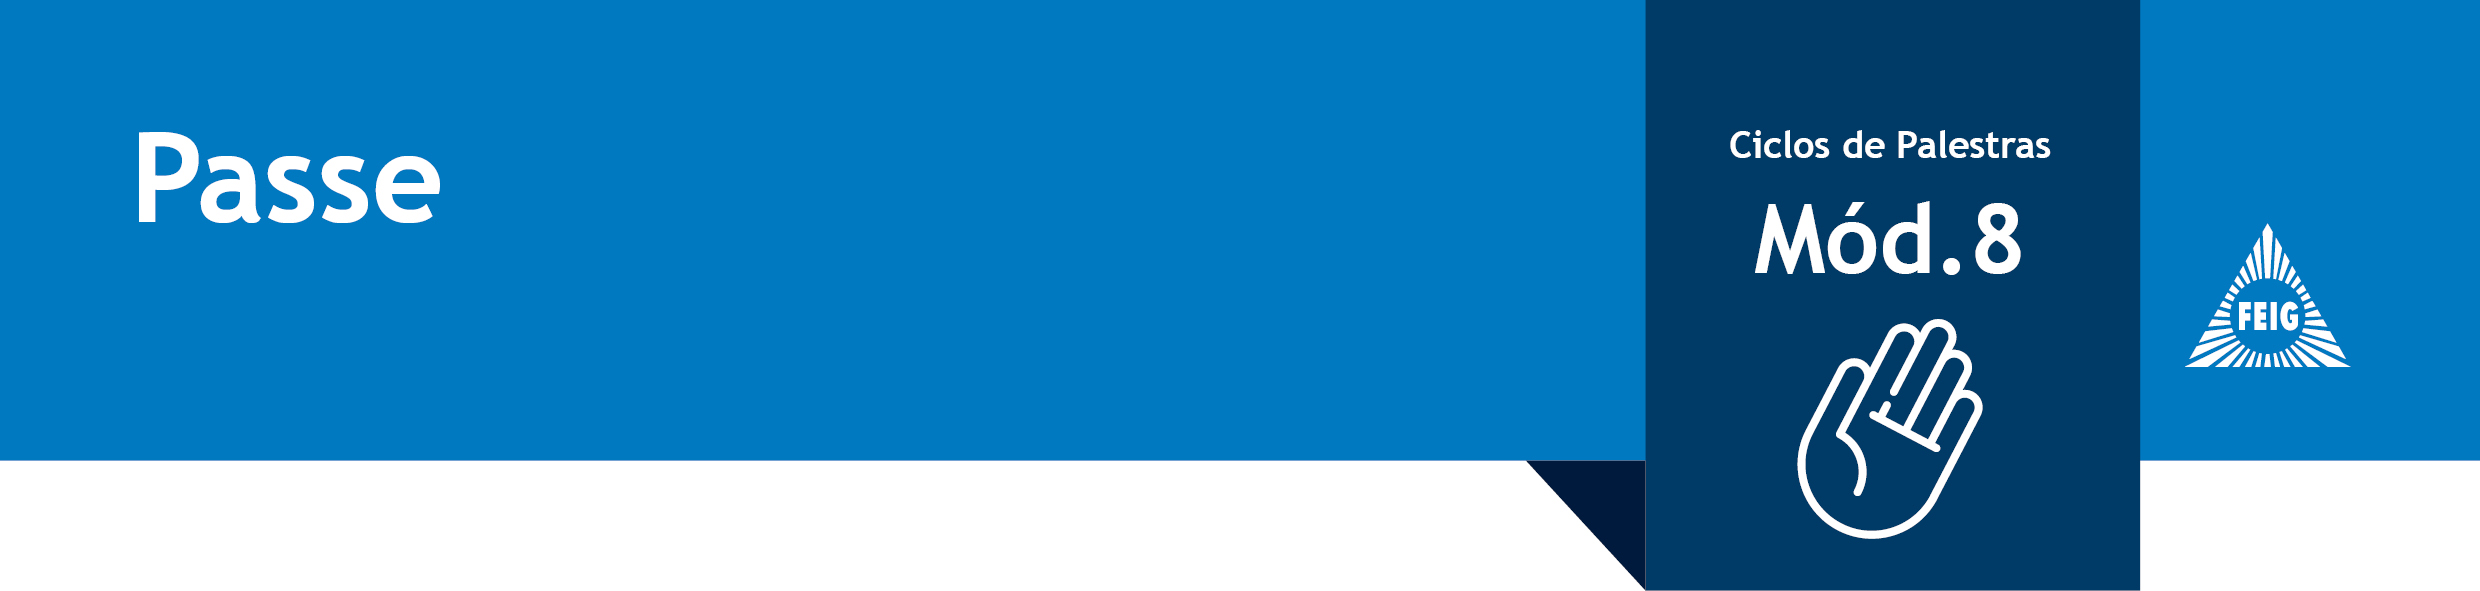 Passe
Ciclos de Palestras
Mód.8
FEIG